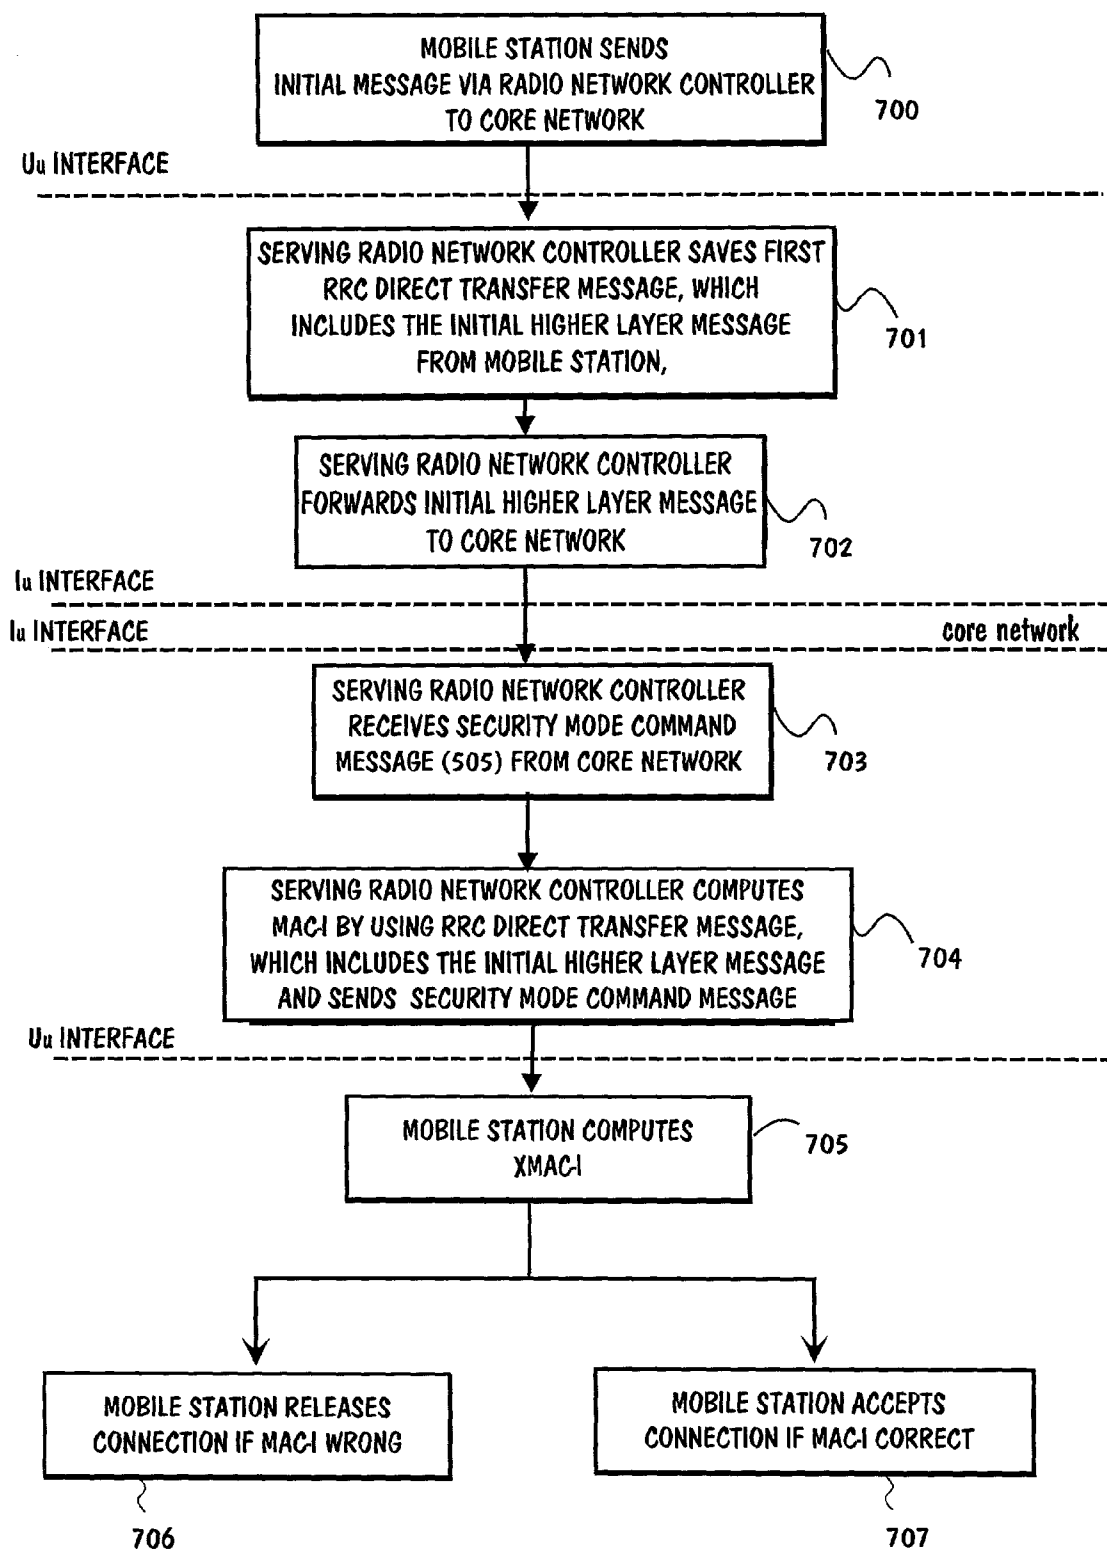 MOBILE STATION SENDS
INITIAL MESSAGE VIA RADIO NETWORK CONTROLLER
TO CORE NETWORK
700
Uu INTERFACE
SERVING RADIO NETWORK CONTROLLER SAVES FIRST
RRC DIRECT TRANSFER MESSAGE, WHICH
INCLUDES THE INITIAL HIGHER LAYER MESSAGE
FROM MOBILE STATION,
701
SERVING RADIO NETWORK CONTROLLER
FORWARDS INITIAL HIGHER LAYER MESSAGE
TO CORE NETWORK
702
Iu INTERFACE
Iu INTERFACE
core network
SERVING RADIO NETWORK CONTROLLER
RECEIVES SECURITY MODE COMMAND
MESSAGE (505) FROM CORE NETWORK
703
SERVING RADIO NETWORK CONTROLLER COMPUTES
MAC-I BY USING RRC DIRECT TRANSFER MESSAGE,
WHICH INCLUDES THE INITIAL HIGHER LAYER MESSAGE
AND SENDS SECURITY MODE COMMAND MESSAGE
704
Uu INTERFACE
MOBILE STATION COMPUTES
XMAC-I
705
MOBILE STATION RELEASES
CONNECTION IF MAC-I WRONG
706
MOBILE STATION ACCEPTS
CONNECTION IF MAC-I CORRECT
707